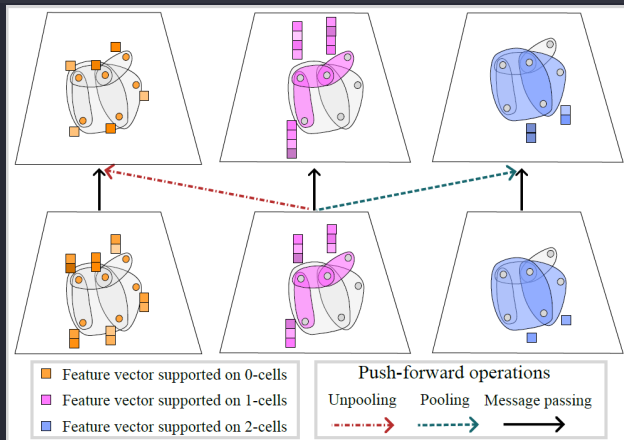 Feature vector supported on 0-cells
Feature vector supported on 1-cells
Feature vector supported on 2-cells
Push-forward operations
Unpooling Pooling Message passing